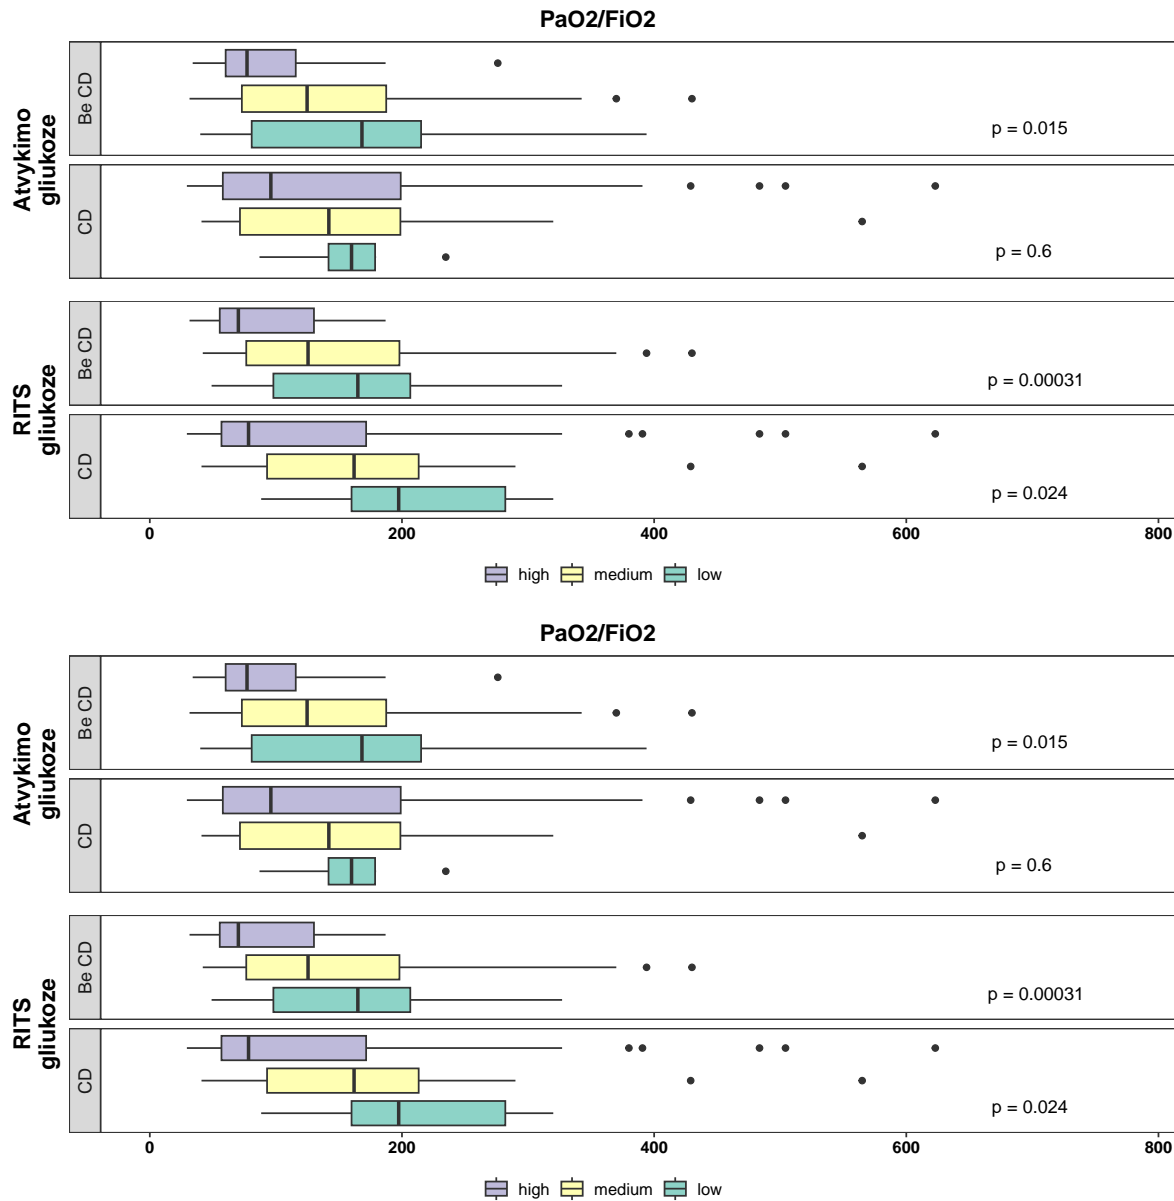 PaO2/FiO2
Atvykimo
gliukoze
Be CD
p = 0.015
CD
p = 0.6
RITS
gliukoze
Be CD
p = 0.00031
CD
p = 0.024
0 200 400 600 800
high medium low
PaO2/FiO2
Atvykimo
gliukoze
Be CD
p = 0.015
CD
p = 0.6
RITS
gliukoze
Be CD
p = 0.00031
CD
p = 0.024
0 200 400 600 800
high medium low